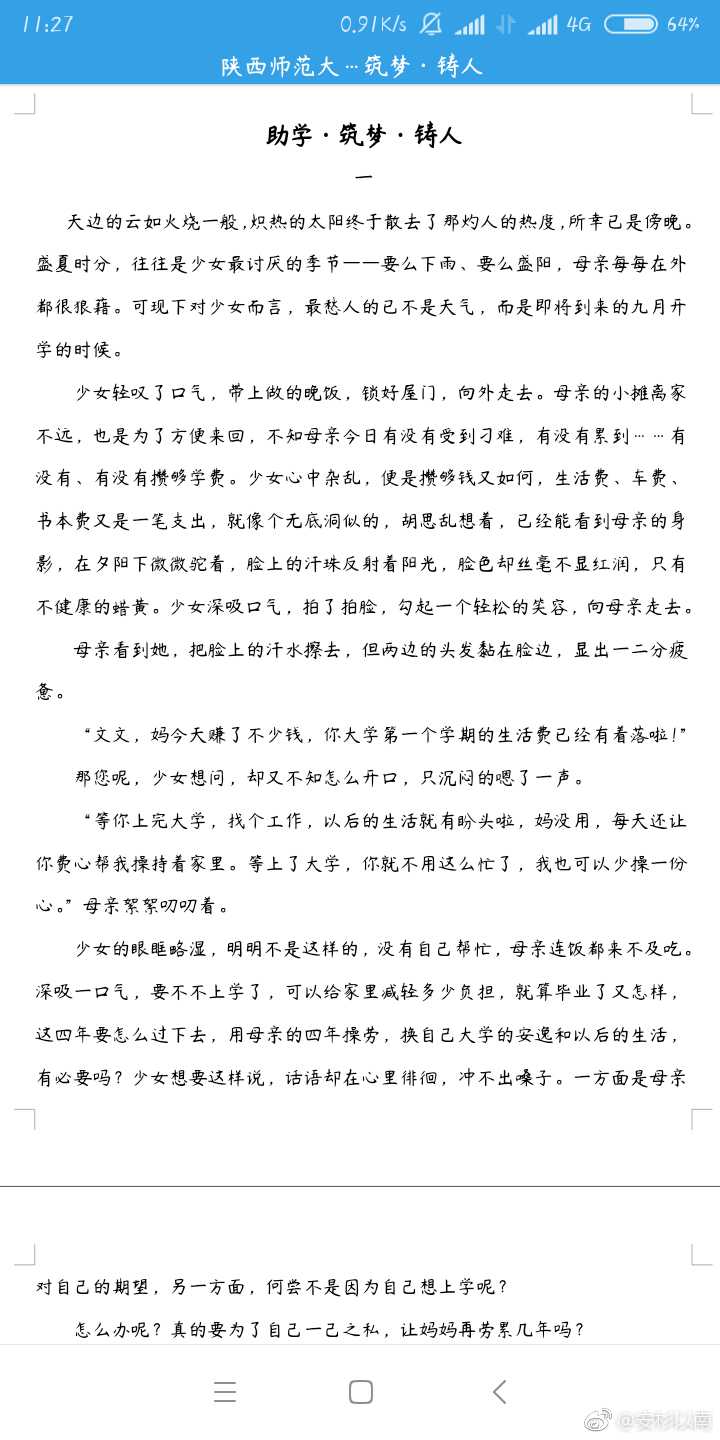 11:27
0.91K/s 4G 64%
陕西师范大…筑梦·铸人
助学·筑梦·铸人
一
天边的云如火烧一般,炽热的太阳终于散去了那灼人的热度,所幸已是傍晚。
盛夏时分，往往是少女最讨厌的季节——要么下雨、要么盛阳，母亲每每在外
都很狼藉。可现下对少女而言，最愁人的已不是天气，而是即将到来的九月开
学的时候。
少女轻叹了口气，带上做的晚饭，锁好屋门，向外走去。母亲的小摊离家
不远，也是为了方便来回，不知母亲今日有没有受到刁难，有没有累到……有
没有、有没有攒够学费。少女心中杂乱，便是攒够钱又如何，生活费、车费、
书本费又是一笔支出，就像个无底洞似的，胡思乱想着，已经能看到母亲的身
影，在夕阳下微微驼着，脸上的汗珠反射着阳光，脸色却丝毫不显红润，只有
不健康的蜡黄。少女深吸口气，拍了拍脸，勾起一个轻松的笑容，向母亲走去。
母亲看到她，把脸上的汗水擦去，但两边的头发黏在脸边，显出一二分疲
惫。
“文文，妈今天赚了不少钱，你大学第一个学期的生活费已经有着落啦！”
那您呢，少女想问，却又不知怎么开口，只沉闷的嗯了一声。
“等你上完大学，找个工作，以后的生活就有盼头啦，妈没用，每天还让
你费心帮我操持着家里。等上了大学，你就不用这么忙了，我也可以少操一份
心。”母亲絮絮叨叨着。
少女的眼眶略湿，明明不是这样的，没有自己帮忙，母亲连饭都来不及吃。
深吸一口气，要不不上学了，可以给家里减轻多少负担，就算毕业了又怎样，
这四年要怎么过下去，用母亲的四年操劳，换自己大学的安逸和以后的生活，
有必要吗？少女想要这样说，话语却在心里徘徊，冲不出嗓子。一方面是母亲
对自己的期望，另一方面，何尝不是因为自己想上学呢？
怎么办呢？真的要为了自己一己之私，让妈妈再劳累几年吗？
@安杉以南